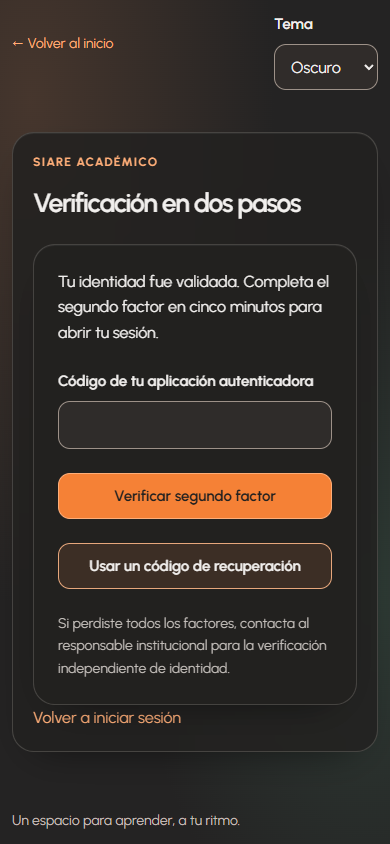 ← Volver al inicio
Tema
Oscuro
SIARE ACADÉMICO
Verificación en dos pasos
Tu identidad fue validada. Completa el
segundo factor en cinco minutos para
abrir tu sesión.
Código de tu aplicación autenticadora
Verificar segundo factor
Usar un código de recuperación
Si perdiste todos los factores, contacta al
responsable institucional para la verificación
independiente de identidad.
Volver a iniciar sesión
Un espacio para aprender, a tu ritmo.